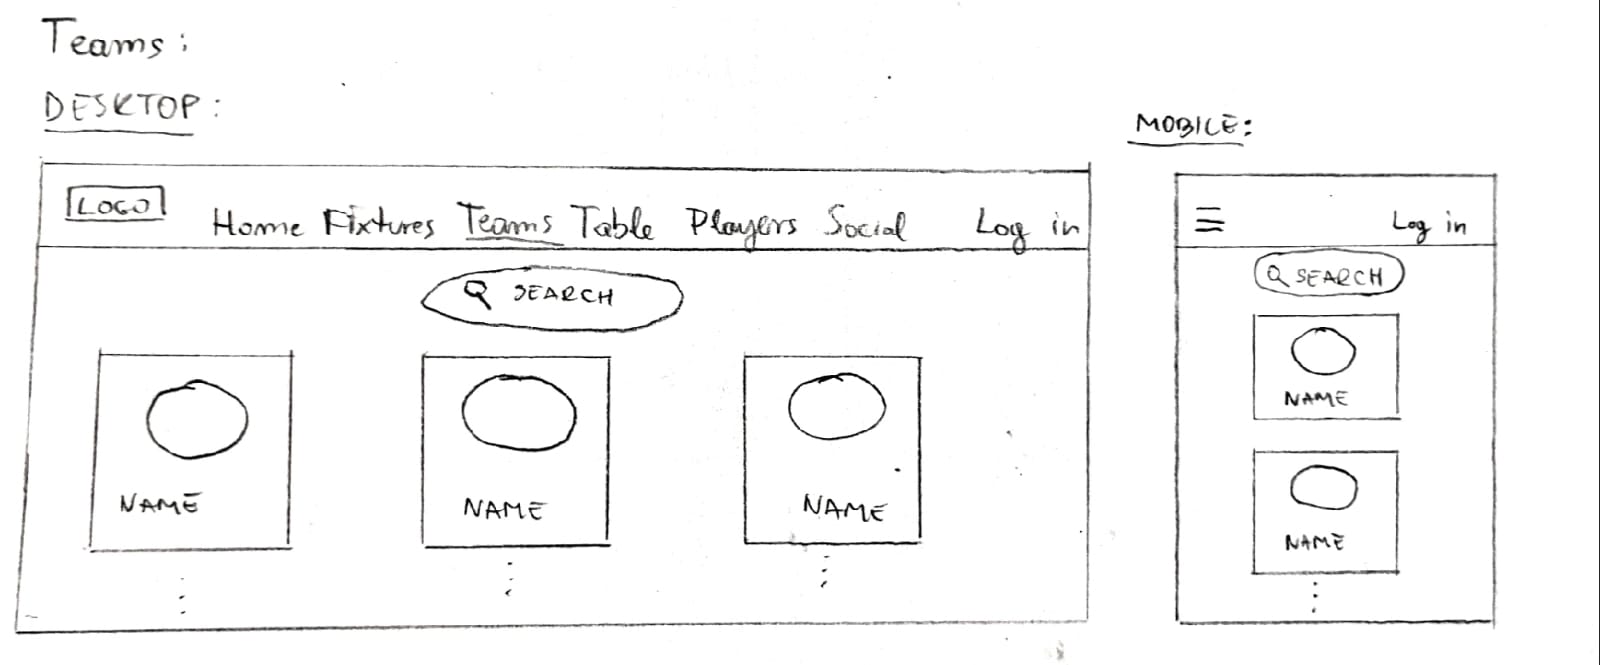 Teams:
DESKTOP:
MOBILE:
LOGO Home Fixtures Teams Table Players Social Log in
SEARCH
NAME NAME NAME
Log in
SEARCH
NAME
NAME